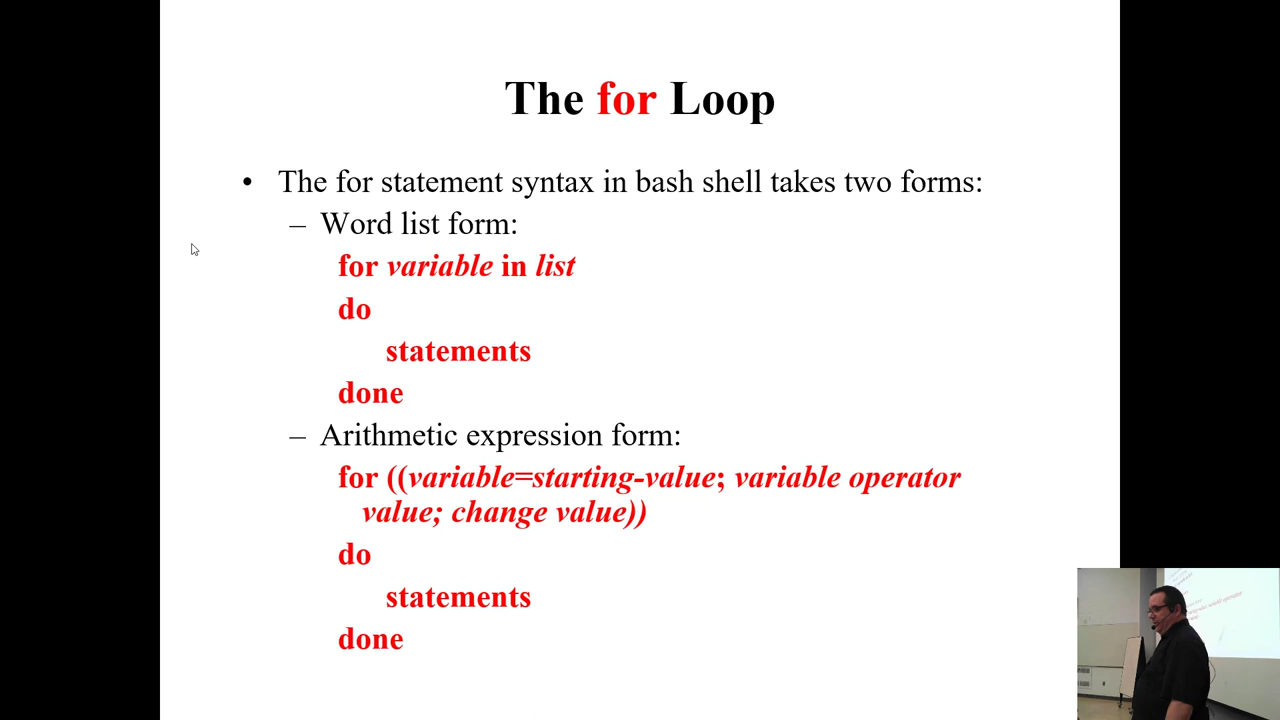 The for Loop
• The for statement syntax in bash shell takes two forms:
– Word list form:
for variable in list
do
statements
done
– Arithmetic expression form:
for ((variable=starting-value; variable operator
value; change value))
do
statements
done